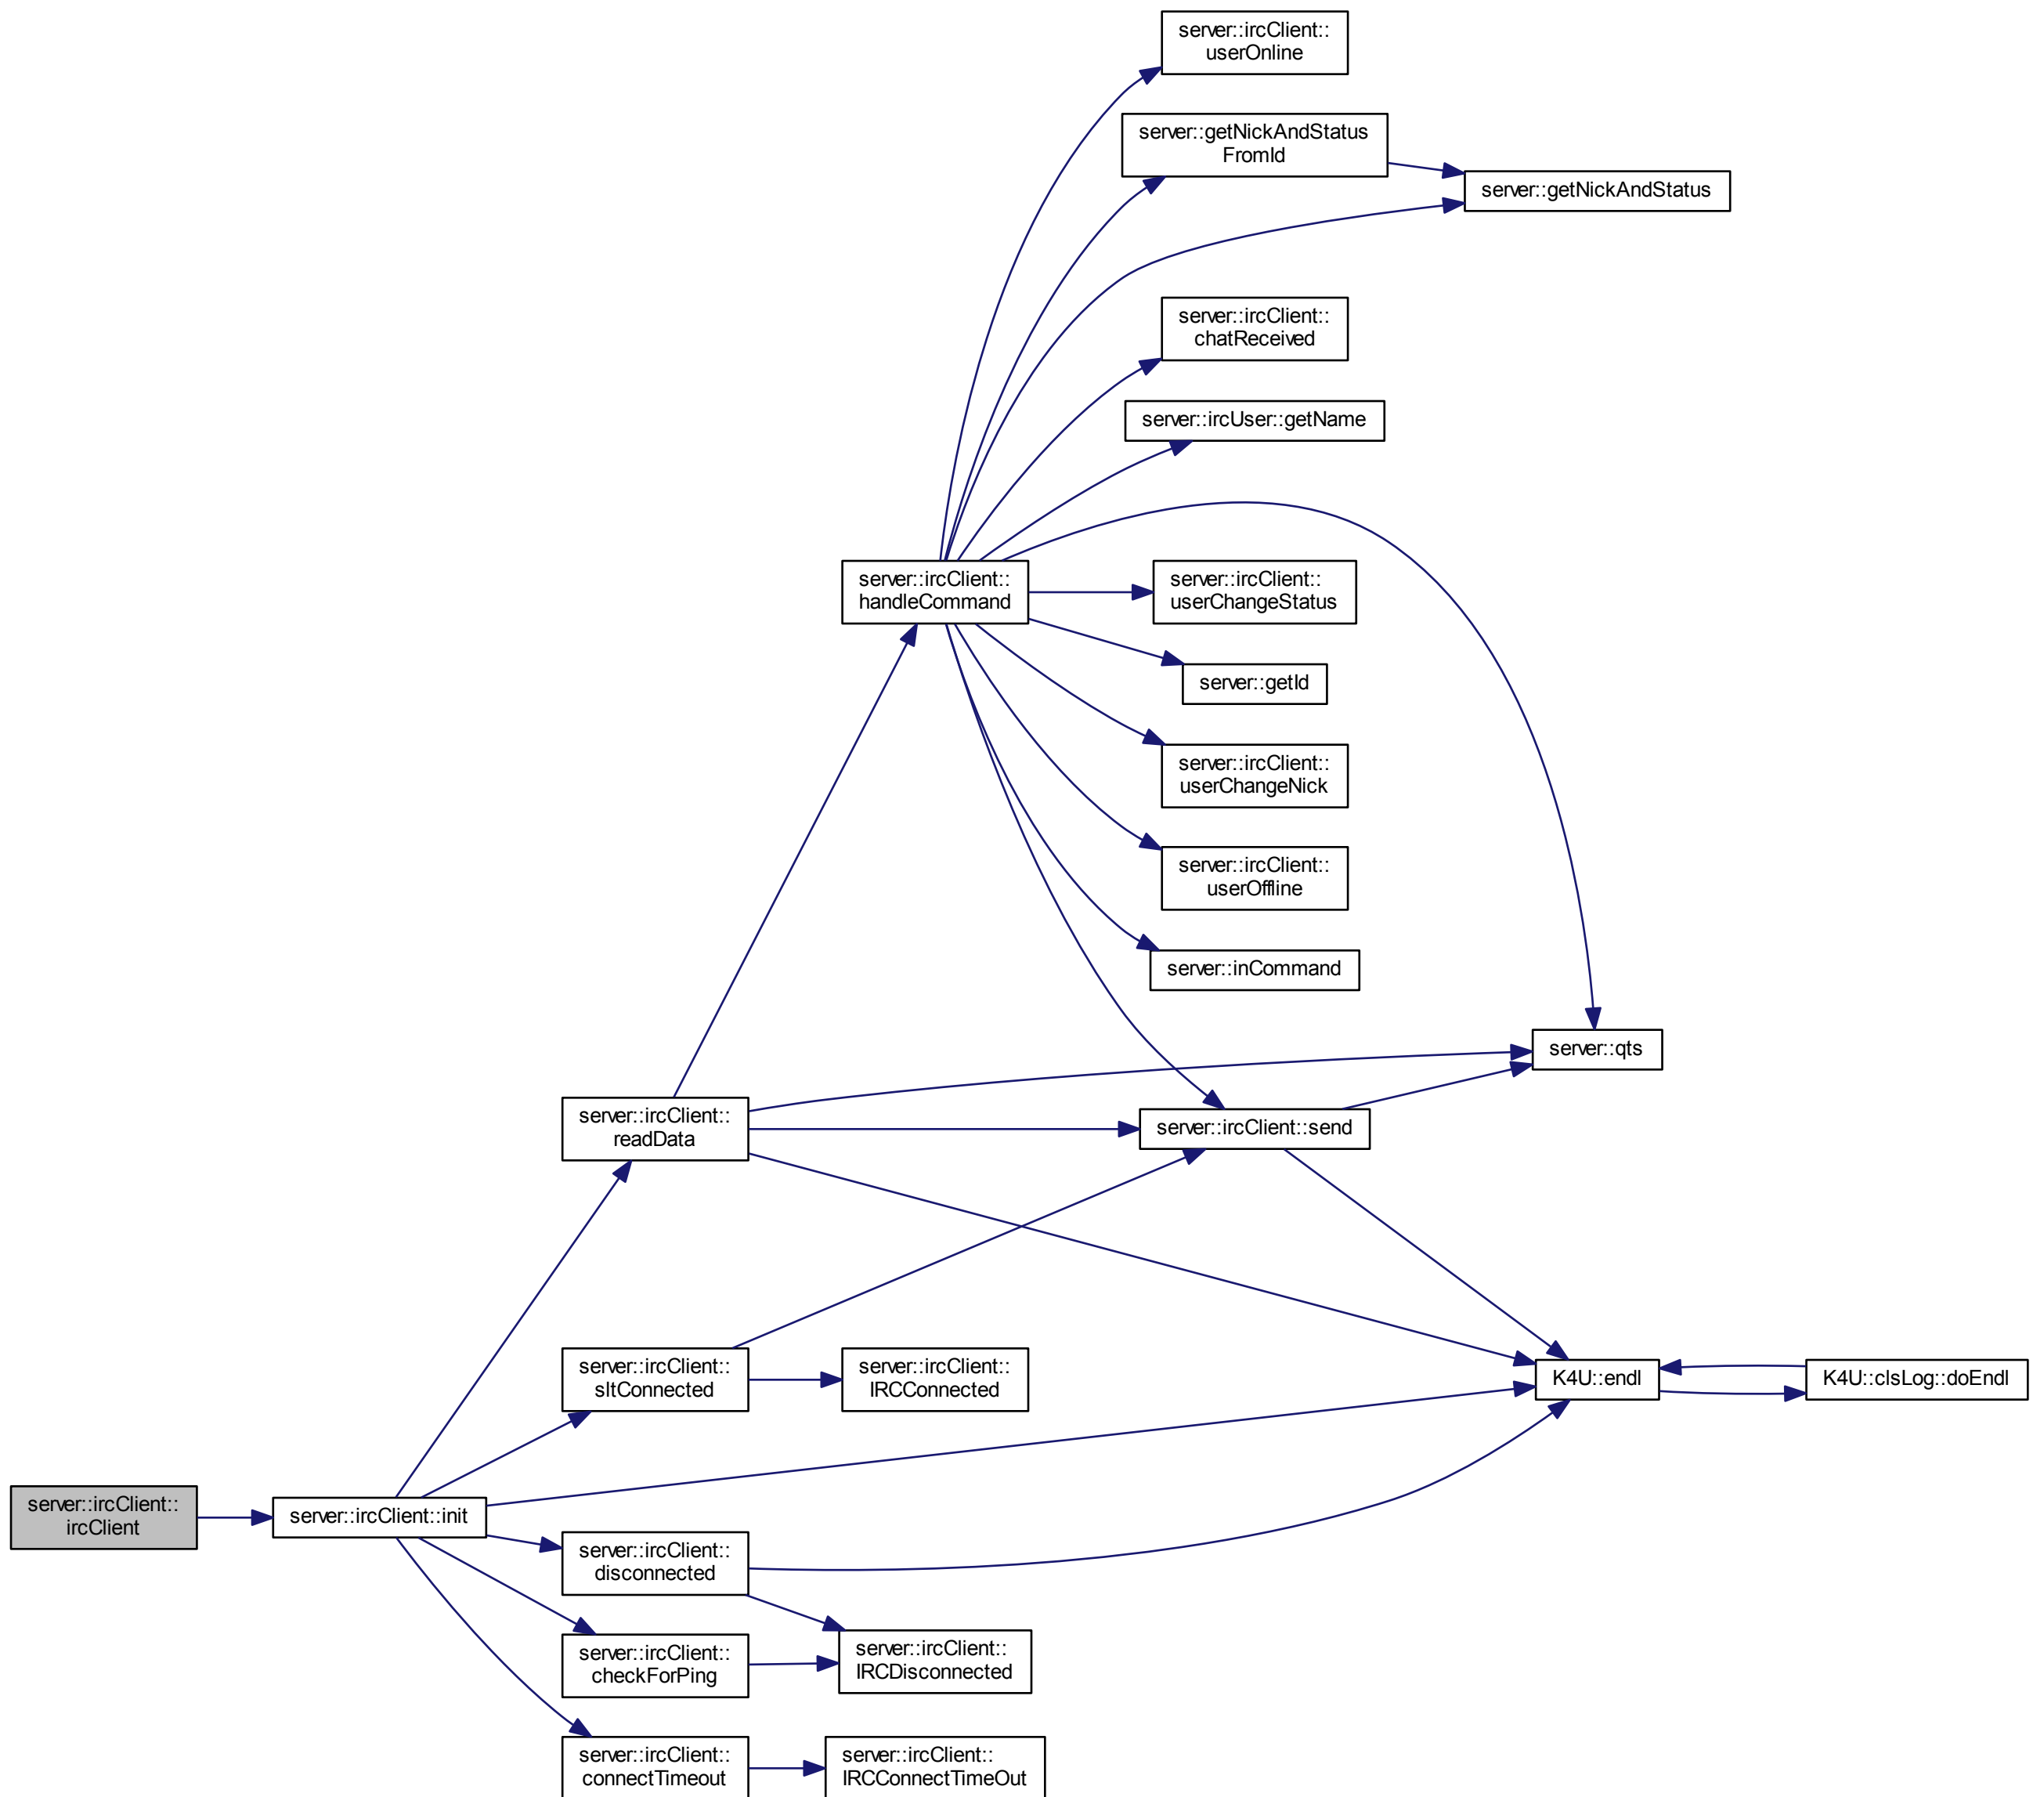 server::ircClient::
userOnline
server::getNickAndStatus
FromId
server::getNickAndStatus
server::ircClient::
chatReceived
server::ircUser::getName
server::ircClient::
handleCommand
server::ircClient::
userChangeStatus
server::getId
server::ircClient::
userChangeNick
server::ircClient::
userOffline
server::inCommand
server::qts
server::ircClient::
readData
server::ircClient::send
server::ircClient::
sltConnected
server::ircClient::
IRCConnected
K4U::endl
K4U::clsLog::doEndl
server::ircClient::
ircClient
server::ircClient::init
server::ircClient::
disconnected
server::ircClient::
checkForPing
server::ircClient::
IRCDisconnected
server::ircClient::
connectTimeout
server::ircClient::
IRCConnectTimeOut